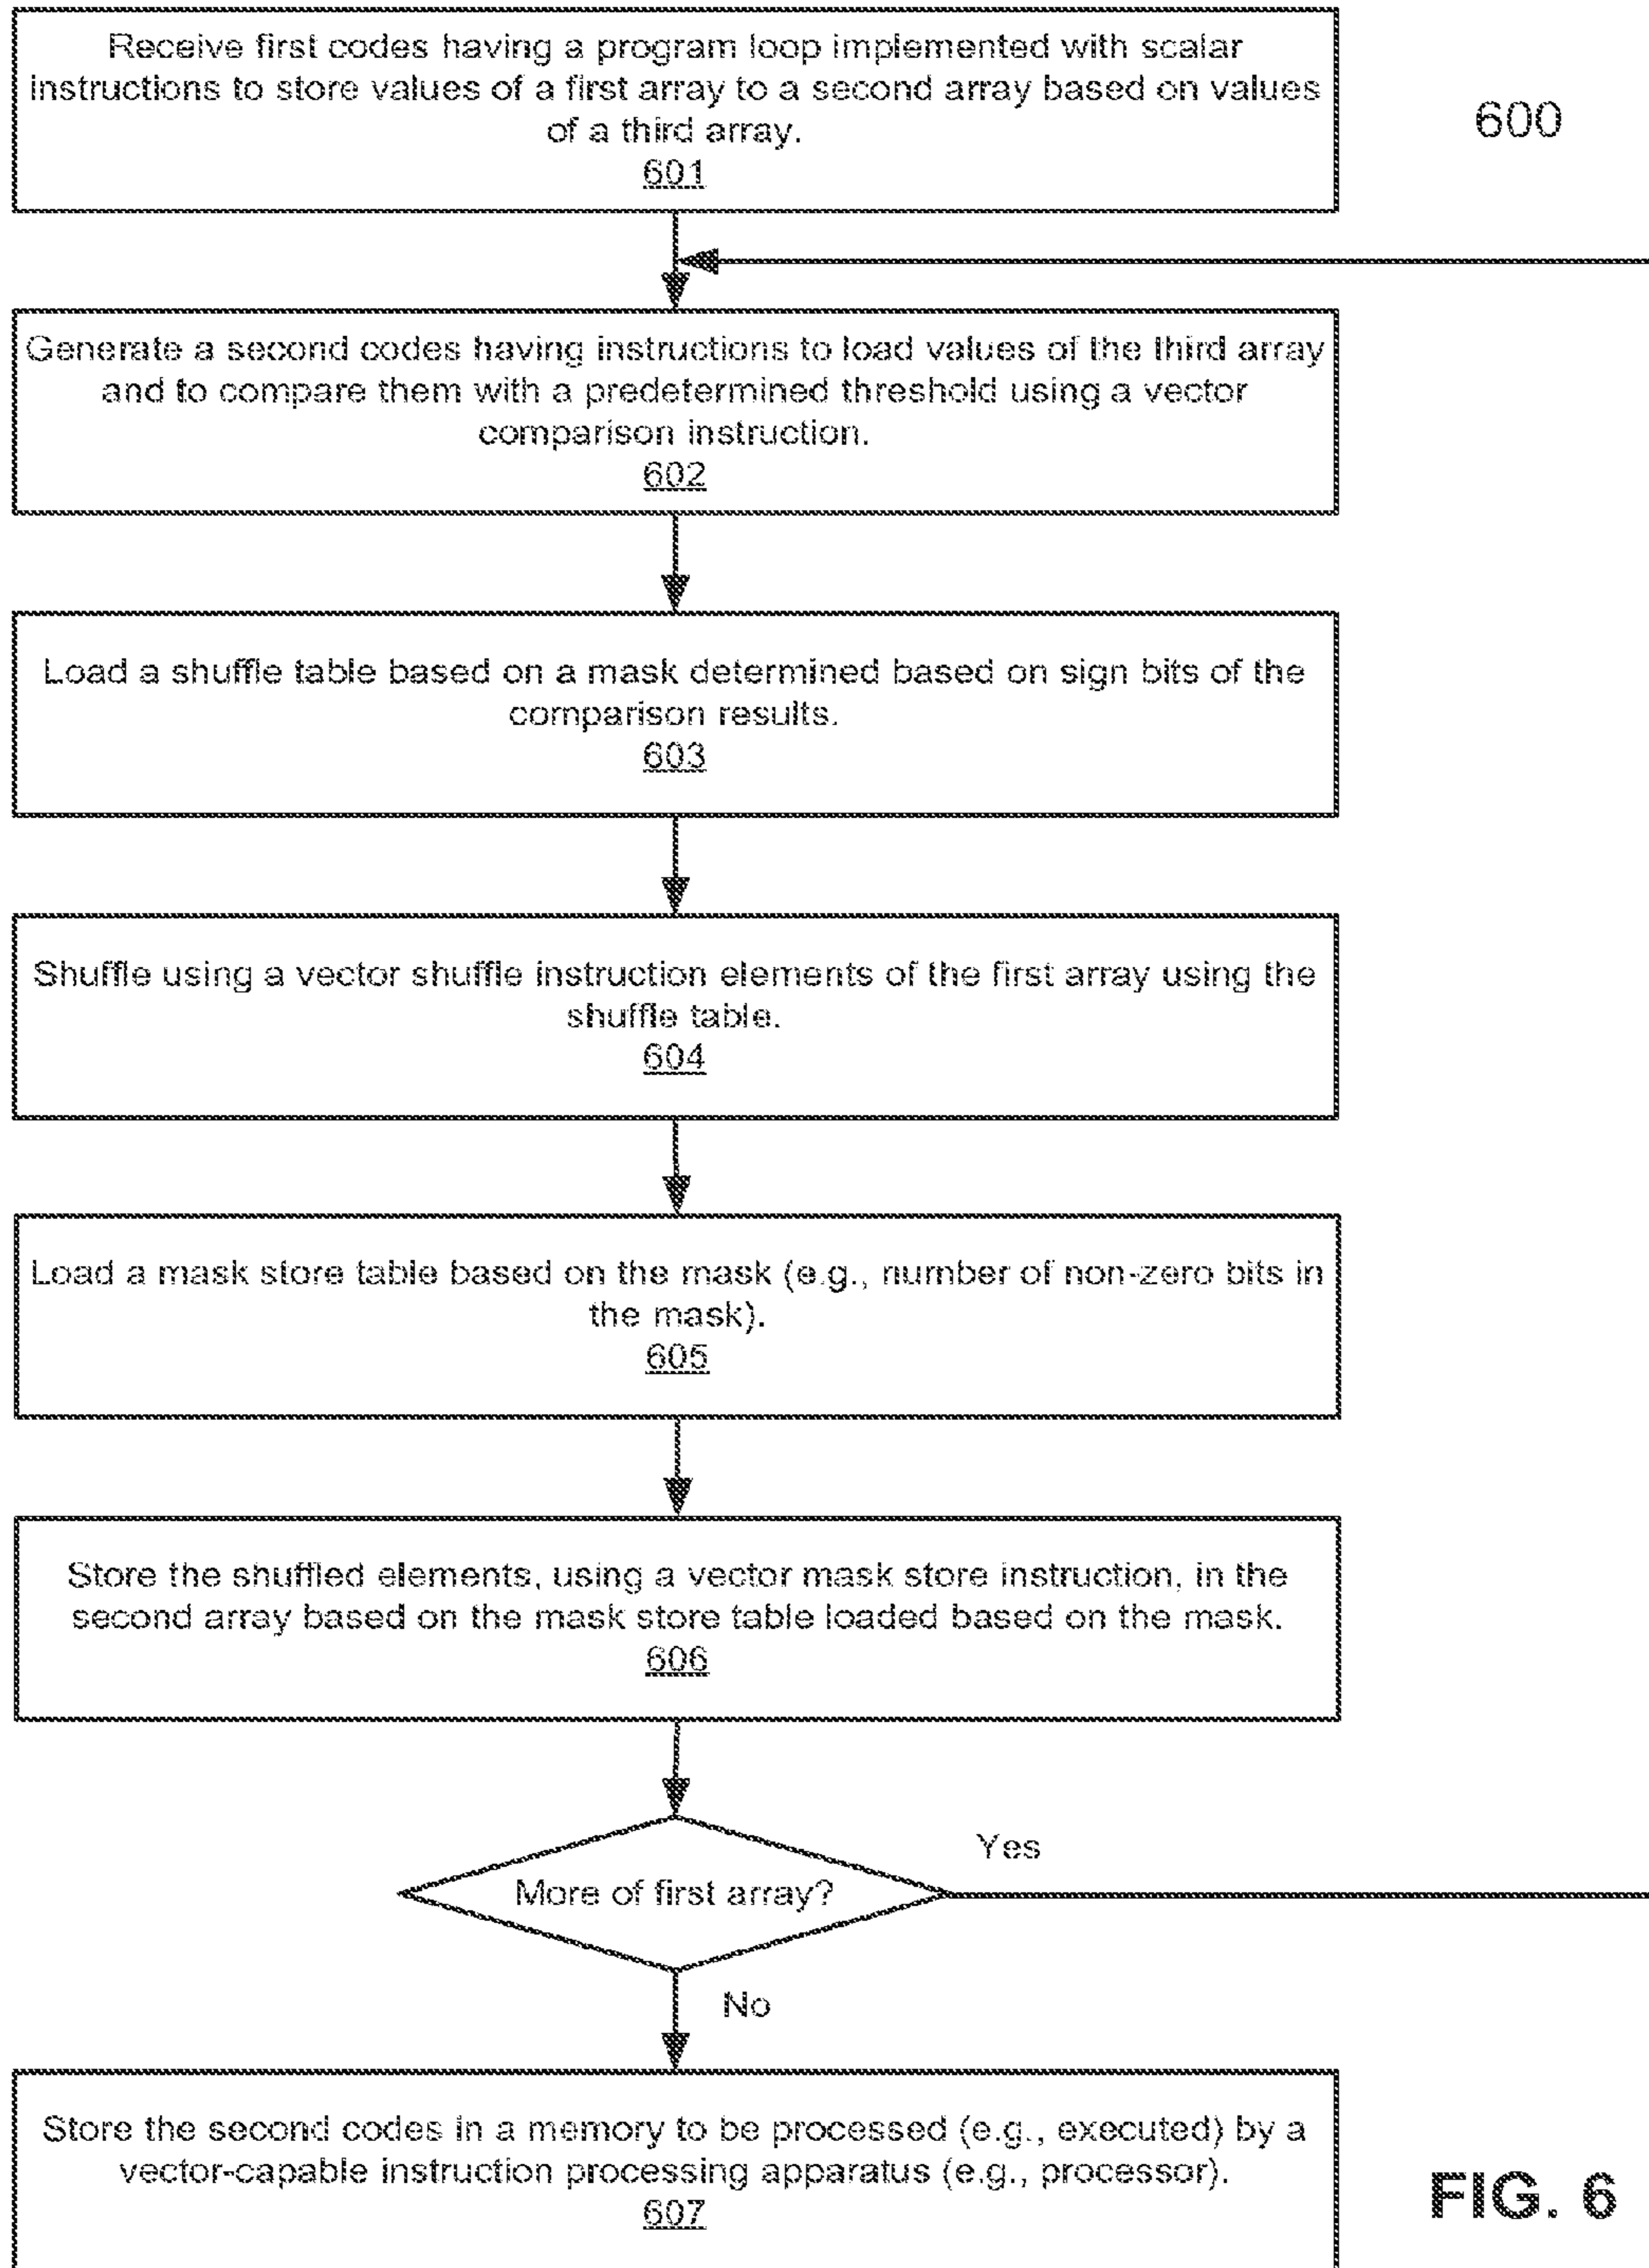 Receive first codes having a program loop implemented with scalar
instructions to store values of a first array to a second array based on values
of a third array.
601
600
Generate a second codes having instructions to load values of the third array
and to compare them with a predetermined threshold using a vector
comparison instruction.
602
Load a shuffle table based on a mask determined based on sign bits of the
comparison results.
603
Shuffle using a vector shuffle instruction elements of the first array using the
shuffle table.
604
Load a mask store table based on the mask (e.g., number of non-zero bits in
the mask).
605
Store the shuffled elements, using a vector mask store instruction, in the
second array based on the mask store table loaded based on the mask.
606
Yes
More of first array?
No
Store the second codes in a memory to be processed (e.g., executed) by a
vector-capable instruction processing apparatus (e.g., processor).
607
FIG. 6